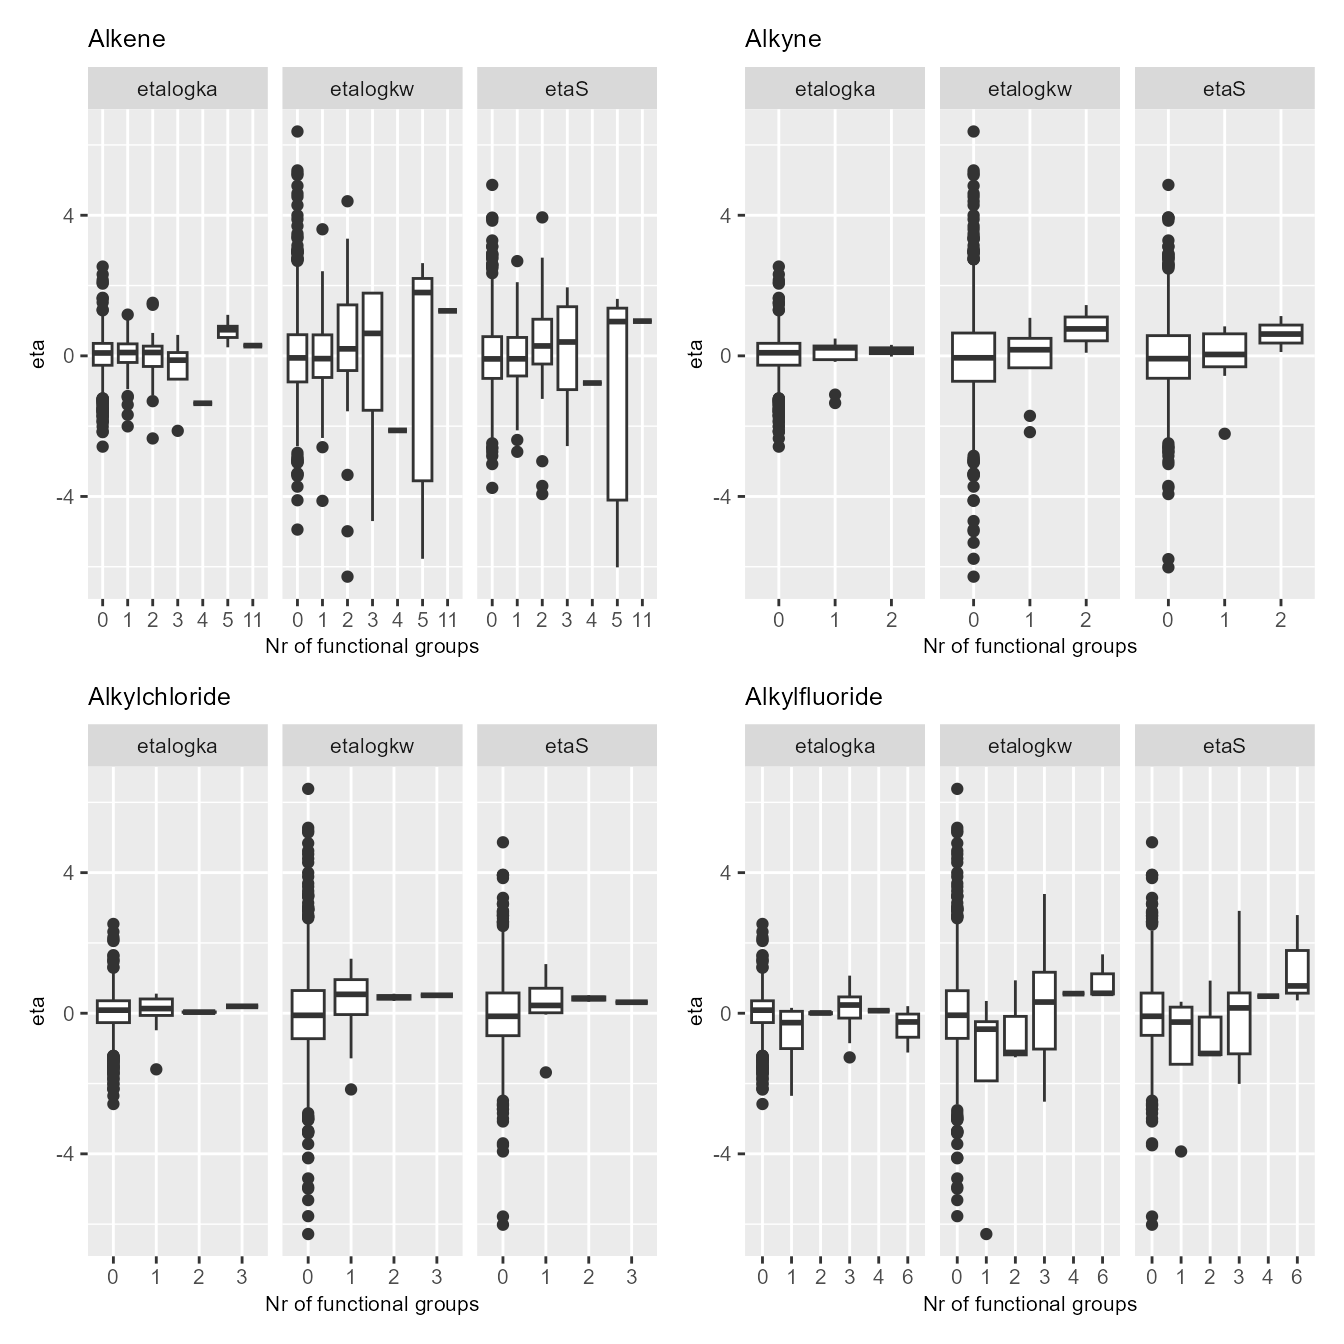 Alkene
etalogka etalogkw etaS
eta
4
0
-4
0 1 2 3 4 5 11 0 1 2 3 4 5 11 0 1 2 3 4 5 11
Nr of functional groups
Alkyne
etalogka etalogkw etaS
eta
4
0
-4
0 1 2 0 1 2 0 1 2
Nr of functional groups
Alkylchloride
etalogka etalogkw etaS
eta
4
0
-4
0 1 2 3 0 1 2 3 0 1 2 3
Nr of functional groups
Alkylfluoride
etalogka etalogkw etaS
eta
4
0
-4
0 1 2 3 4 6 0 1 2 3 4 6 0 1 2 3 4 6
Nr of functional groups